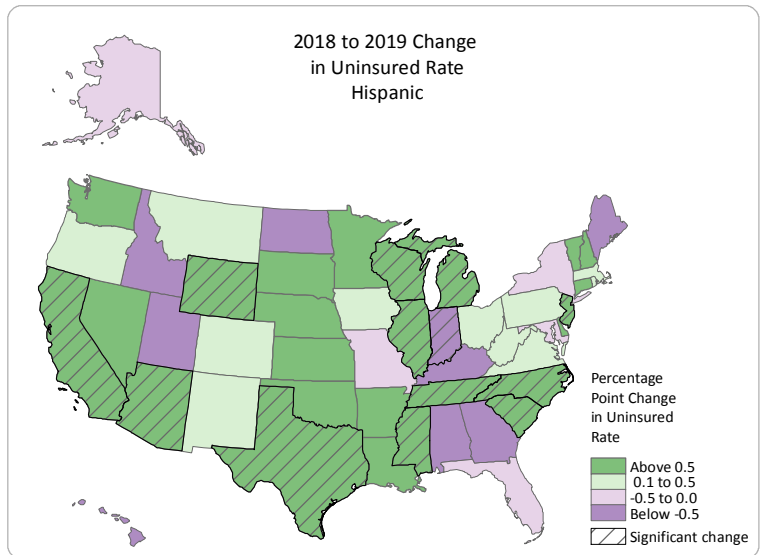 2018 to 2019 Change
in Uninsured Rate
Hispanic
Percentage
Point Change
in Uninsured
Rate
Above 0.5
0.1 to 0.5
-0.5 to 0.0
Below -0.5
Significant change